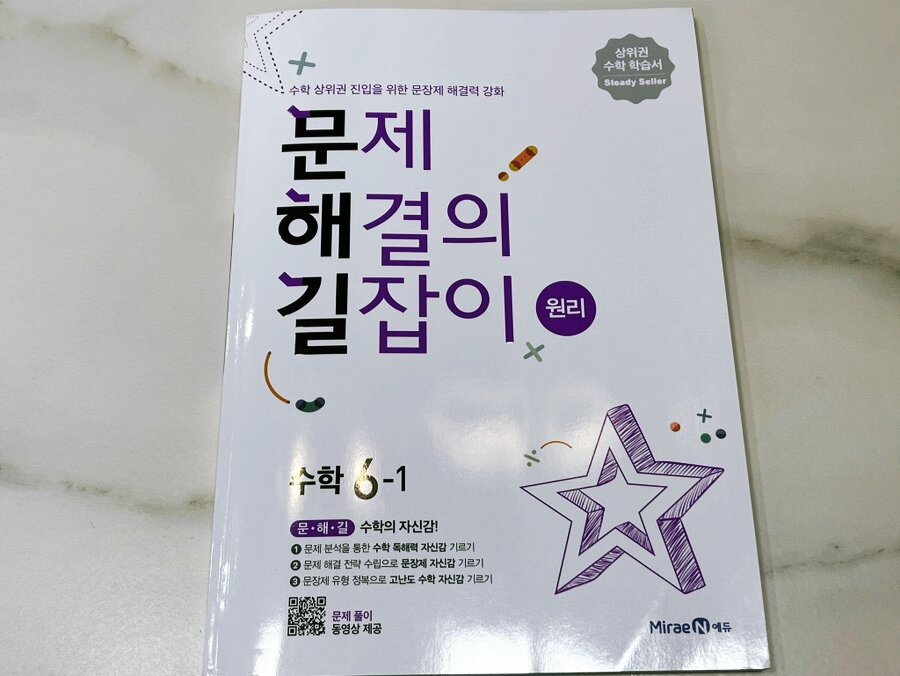 상위권
수학 학습서
Steady Seller
수학 상위권 진입을 위한 문장제 해결력 강화
문제
해결의
길잡이 원리
수학 6-1
문·해·길 수학의 자신감!
1 문제 분석을 통한 수학 독해력 자신감 기르기
2 문제 해결 전략 수립으로 문장제 자신감 기르기
3 문장제 유형 정복으로 고난도 수학 자신감 기르기
문제 풀이
동영상 제공
Mirae N 에듀